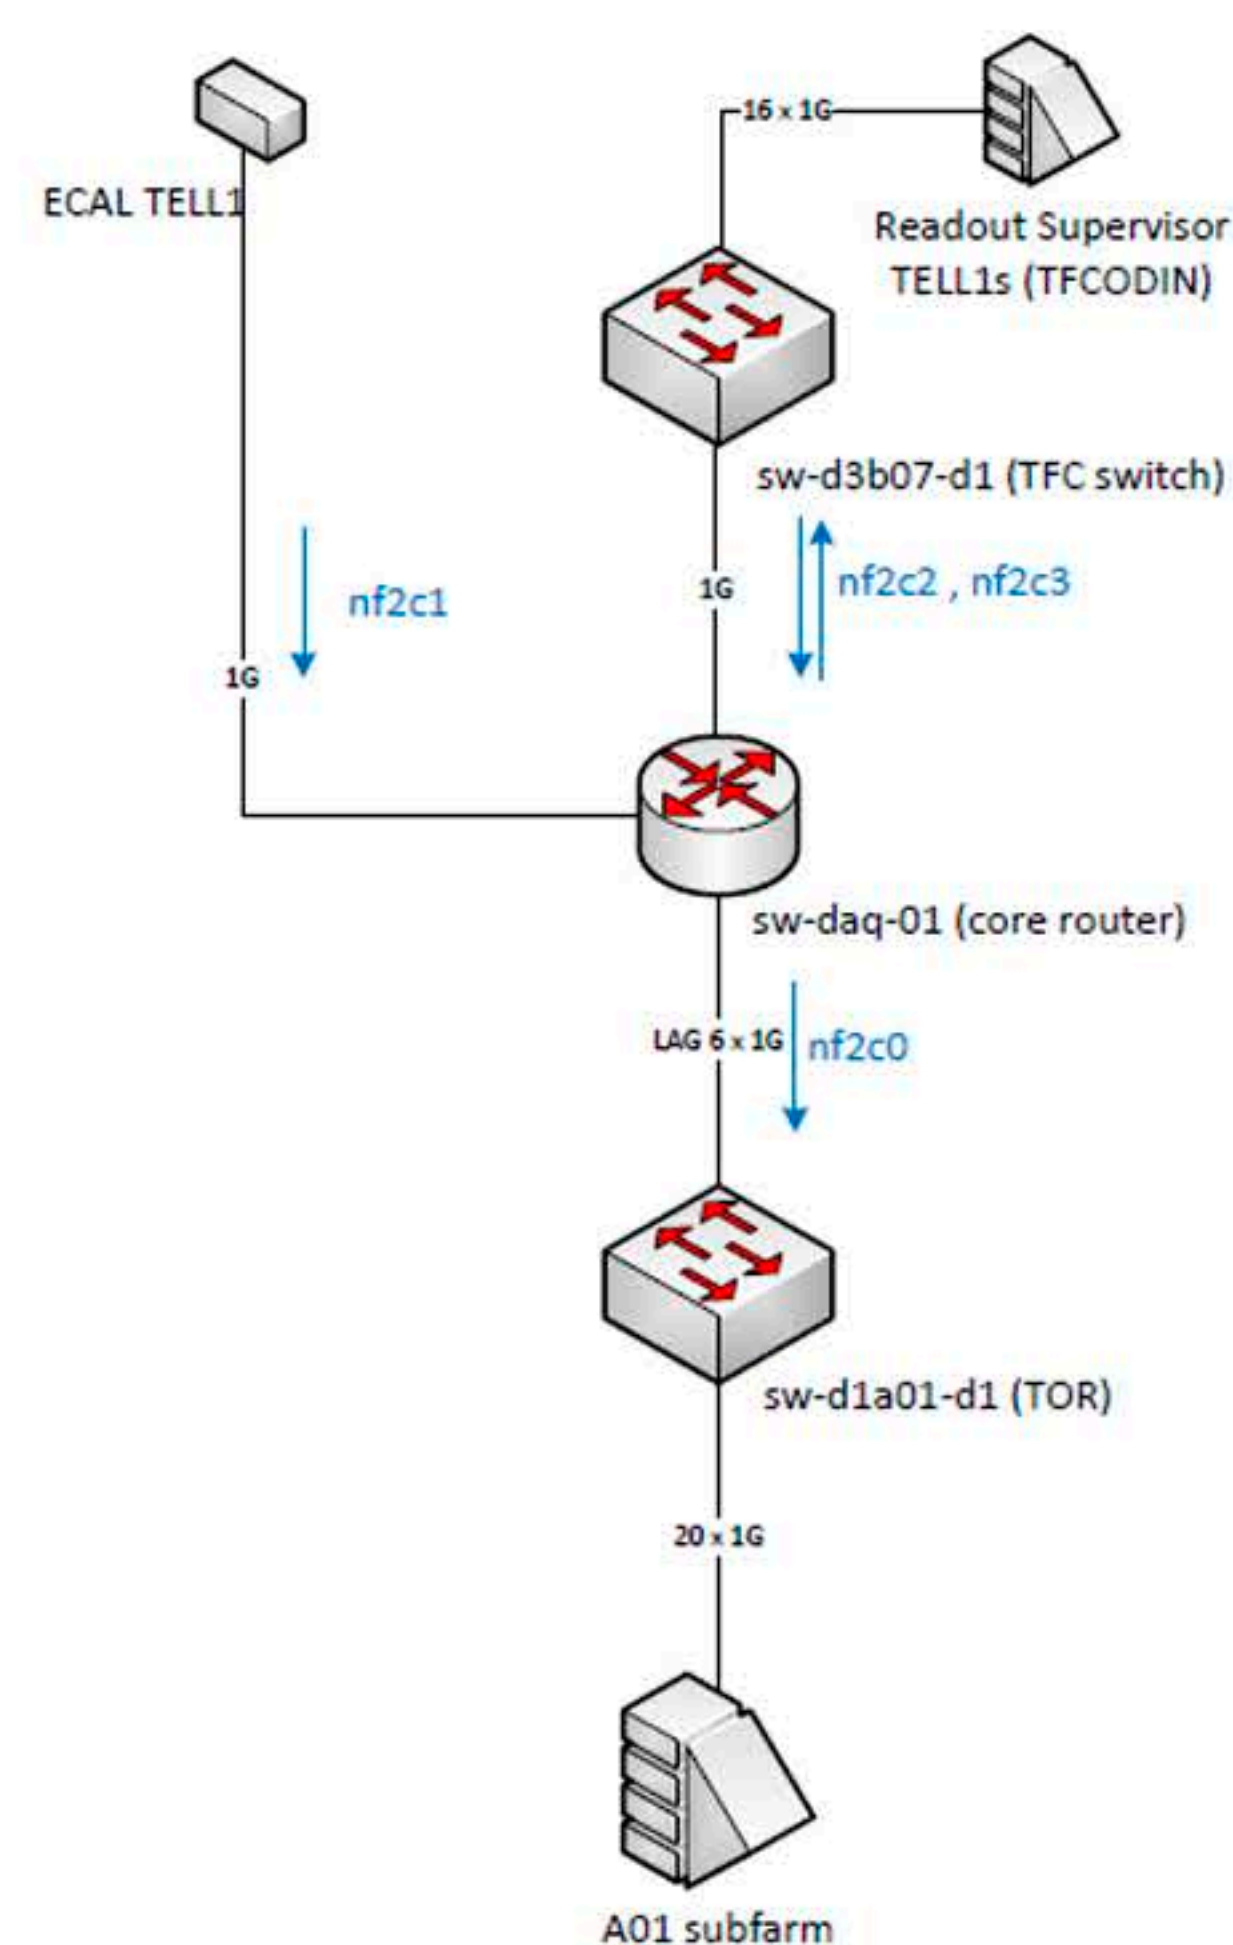 16 x 1G
ECAL TELL1
Readout Supervisor
TELL1s (TFCODIN)
sw-d3b07-d1 (TFC switch)
nf2c1
1G
nf2c2 , nf2c3
1G
sw-daq-01 (core router)
LAG 6 x 1G
nf2c0
sw-d1a01-d1 (TOR)
20 x 1G
A01 subfarm